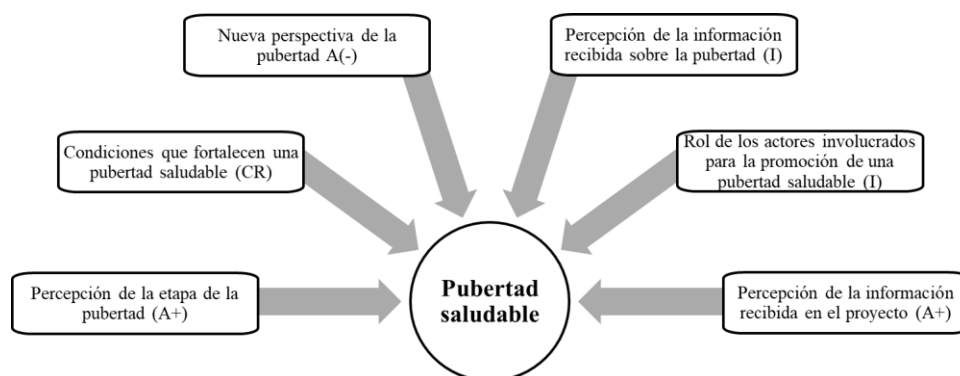 Nueva perspectiva de la
pubertad A(-)
Percepción de la información
recibida sobre la pubertad (I)
Condiciones que fortalecen una
pubertad saludable (CR)
Rol de los actores involucrados
para la promoción de una
pubertad saludable (I)
Percepción de la etapa de la
pubertad (A+)
Pubertad
saludable
Percepción de la información
recibida en el proyecto (A+)